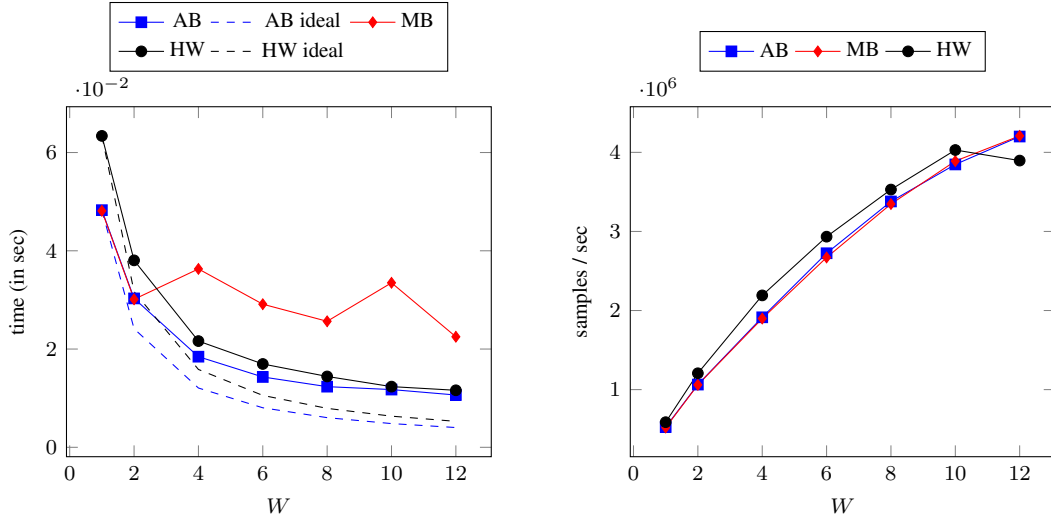 AB AB ideal MB
HW HW ideal
·10−2
6
4
2
0
time (in sec)
0 2 4 6 8 10 12
W
AB MB HW
·106
4
3
2
1
samples / sec
0 2 4 6 8 10 12
W